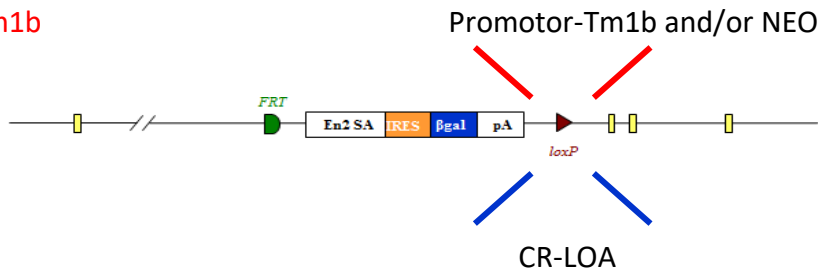 m1b
Promotor-Tm1b and/or NEO
FRT
En2 SA IRES βgal pA
loxP
CR-LOA